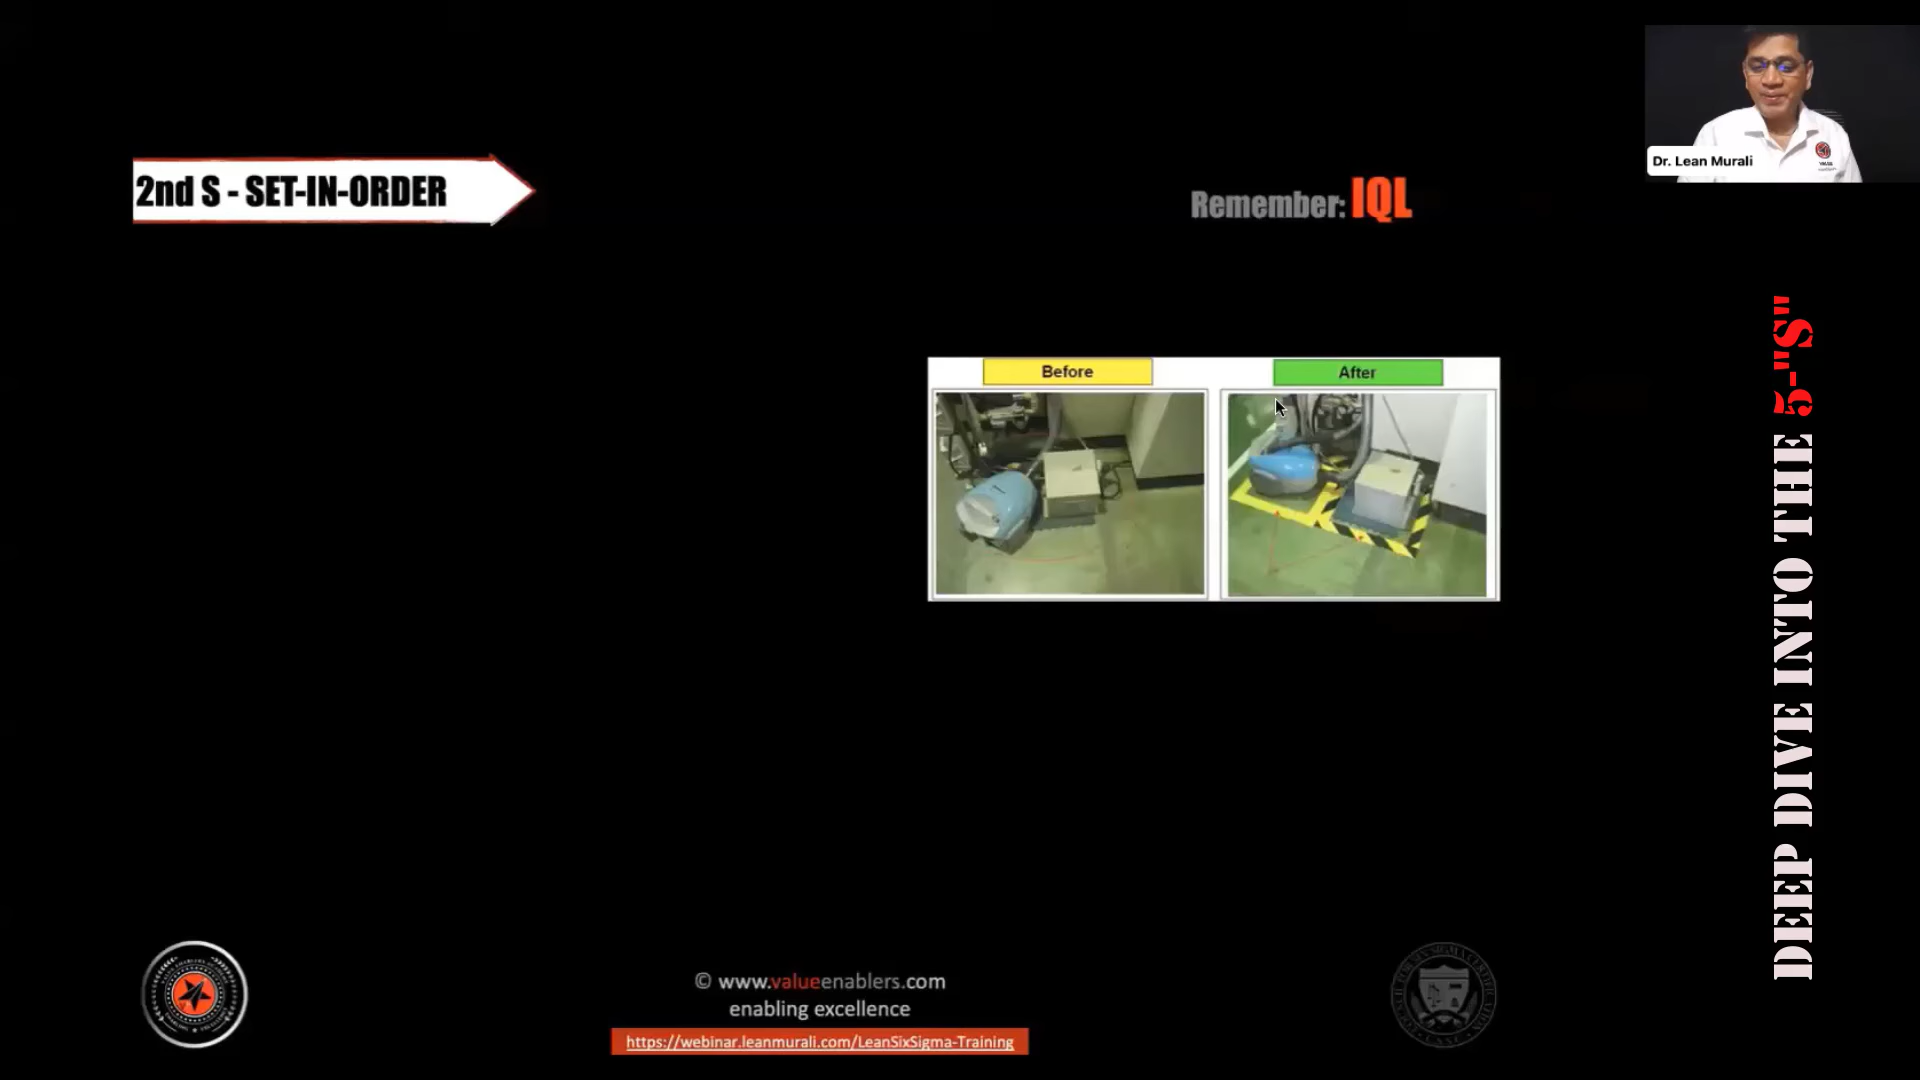 Dr. Lean Murali
2nd S - SET-IN-ORDER
Remember: IQL
DEEP DIVE INTO THE 5-"S"
Before
After
© www.valueenablers.com
enabling excellence
https://webinar.leanmurali.com/LeanSixSigma-Training